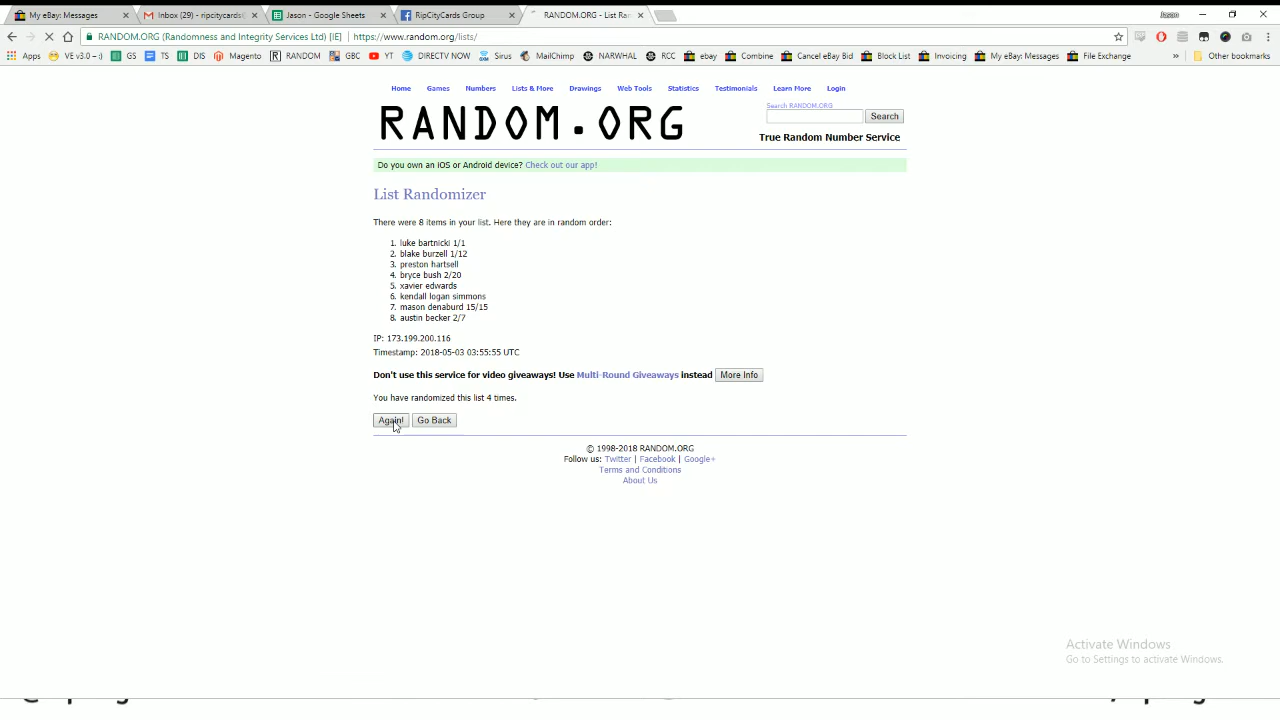 My eBay: Messages
Inbox (29) - ripcitycards@
Jason - Google Sheets
RipCityCards Group
RANDOM.ORG - List Ra
Jason
RANDOM.ORG (Randomness and Integrity Services Ltd) [IE] https://www.random.org/lists/
Apps VE v3.0 – :) GS TS DIS Magento RANDOM GBC YT DIRECTV NOW Sirus MailChimp NARWHAL RCC ebay Combine Cancel eBay Bid Block List Invoicing My eBay: Messages File Exchange » Other bookmarks
Home Games Numbers Lists & More Drawings Web Tools Statistics Testimonials Learn More Login
RANDOM.ORG
Search RANDOM.ORG
Search
True Random Number Service
Do you own an iOS or Android device? Check out our app!
List Randomizer
There were 8 items in your list. Here they are in random order:
1. luke bartnicki 1/1
2. blake burzell 1/12
3. preston hartsell
4. bryce bush 2/20
5. xavier edwards
6. kendall logan simmons
7. mason denaburd 15/15
8. austin becker 2/7
IP: 173.199.200.116
Timestamp: 2018-05-03 03:55:55 UTC
Don't use this service for video giveaways! Use Multi-Round Giveaways instead More Info
You have randomized this list 4 times.
Again! Go Back
© 1998-2018 RANDOM.ORG
Follow us: Twitter | Facebook | Google+
Terms and Conditions
About Us
Activate Windows
Go to Settings to activate Windows.